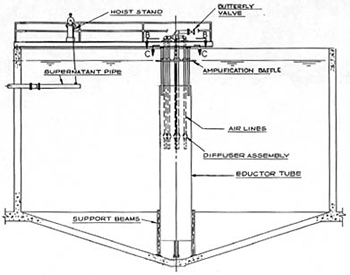 HOIST STAND
BUTTERFLY
VALVE
C
C
SUPERNATANT PIPE
AMPLIFICATION BAFFLE
AIR LINES
DIFFUSER ASSEMBLY
EDUCTOR TUBE
SUPPORT BEAMS